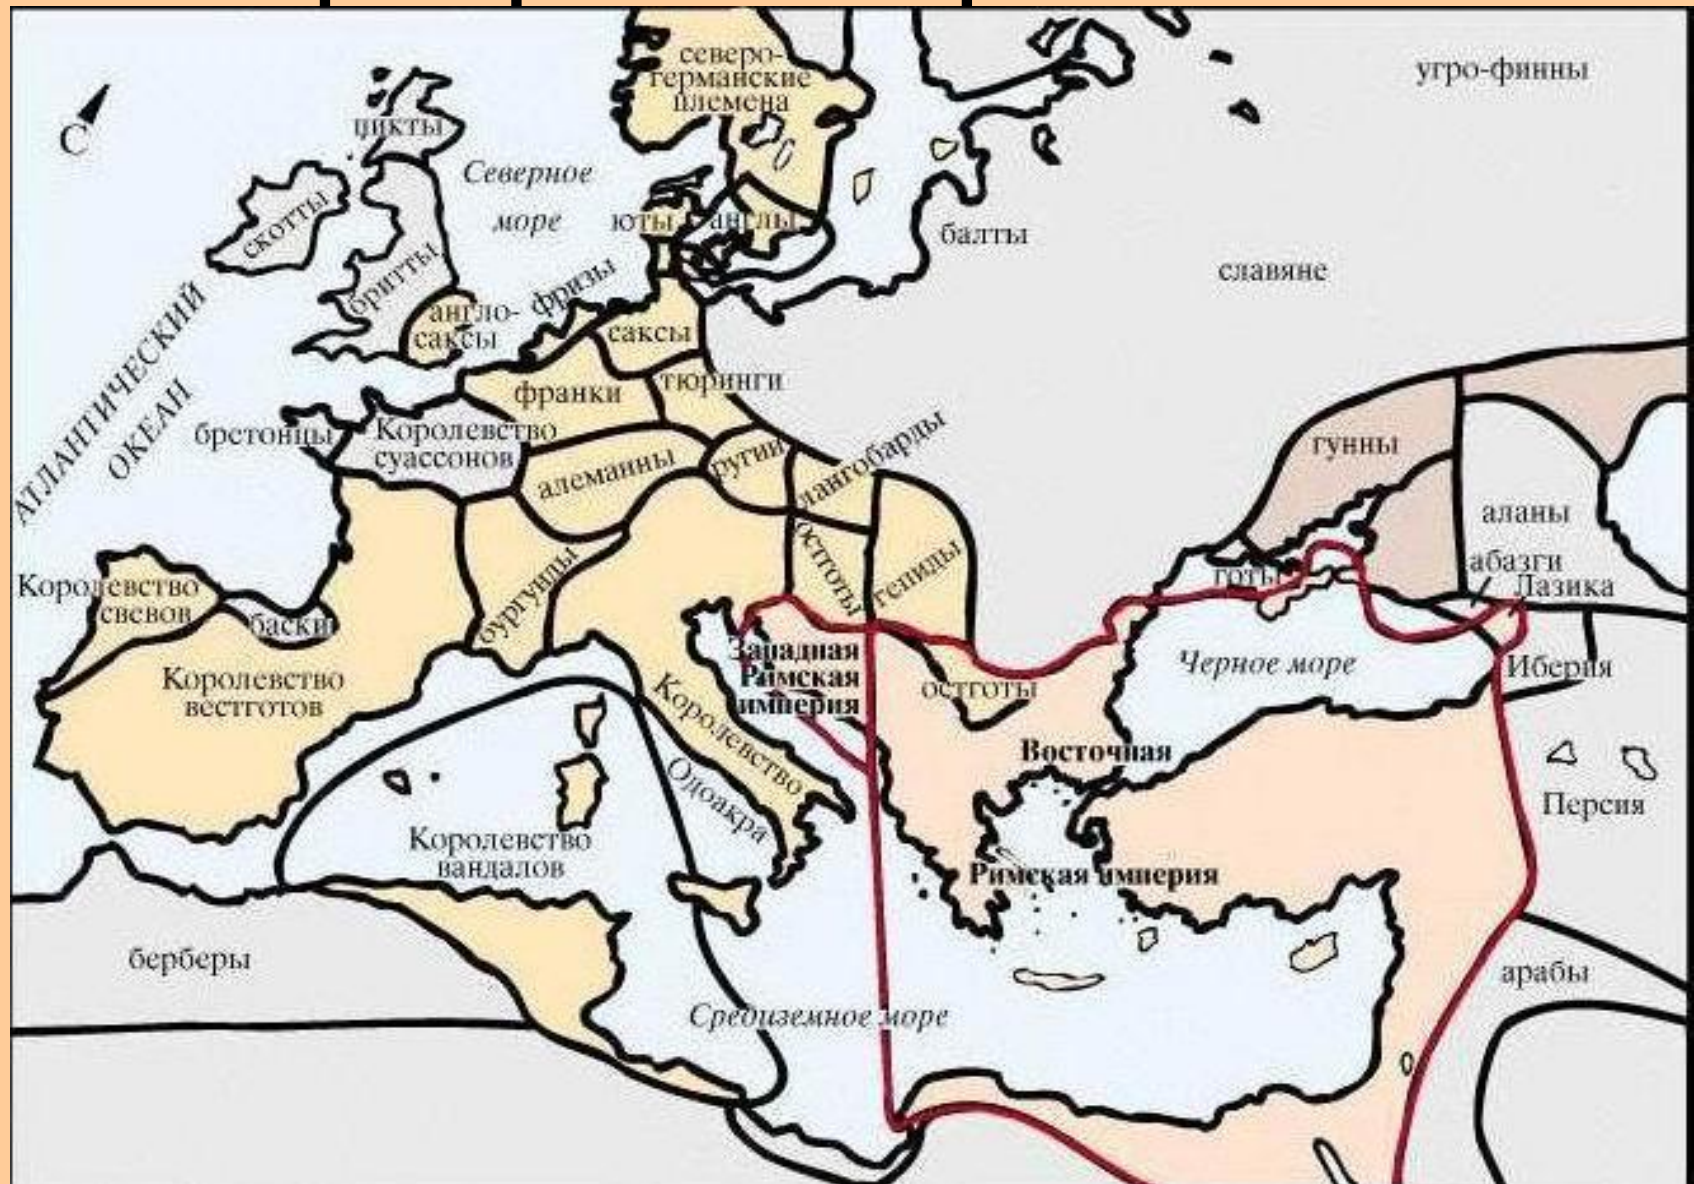 угро-финны
северо-
германские
племена
С
пикты
Северное
море
скотты
юты
англы
балты
славяне
бритты
фризы
англо-
саксы
саксы
АТЛАНТИЧЕСКИЙ
ОКЕАН
франки
тюринги
бретонцы
Королевство
суассонов
алеманны
ругии
лангобарды
гунны
аланы
абазги
Лазика
готы
остготы
гепиды
бургунды
Королевство
свевов
баски
Королевство
вестготов
Западная
Римская
империя
остготы
Черное море
Иберия
Королевство
Одоакра
Восточная
Римская империя
Персия
Королевство
вандалов
берберы
Средиземное море
арабы